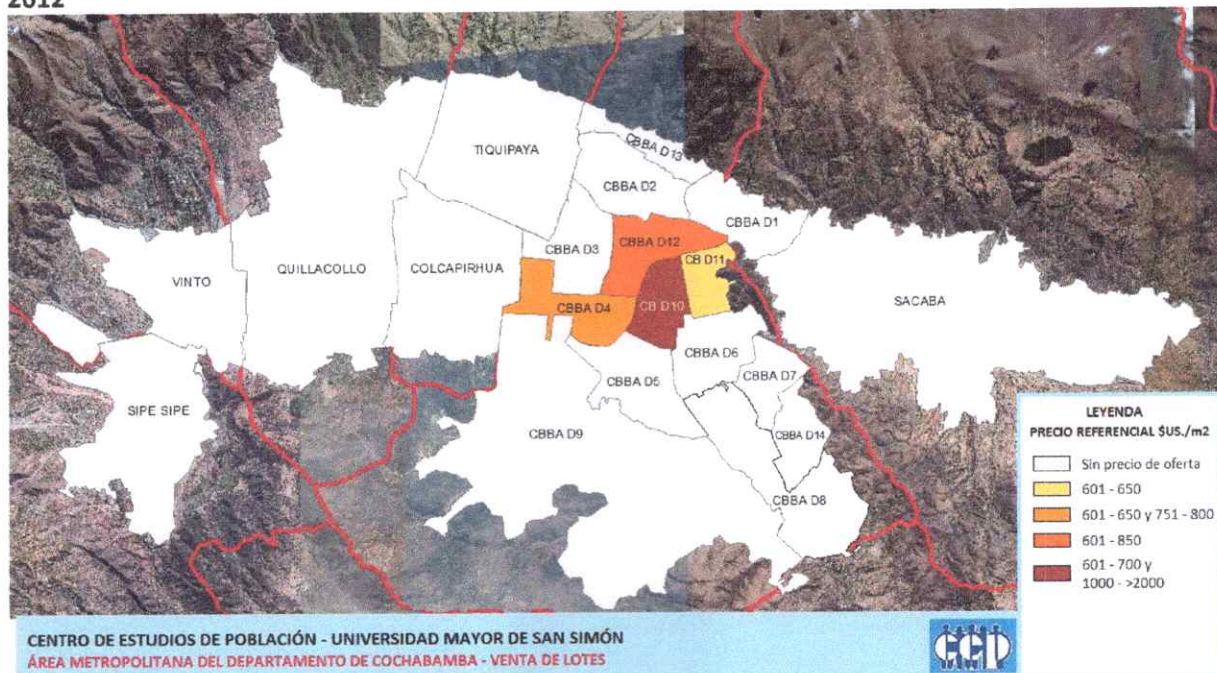 2012
TIQUIPAYA
CBBA D13
CBBA D2
CBBA D1
CBBA D3
CBBA D12
CB D11
VINTO
QUILLACOLLO
COLCAPIRHUA
SACABA
CBBA D4
CB D10
CBBA D6
CBBA D7
CBBA D5
SIPE SIPE
CBBA D9
CBBA D14
CBBA D8
LEYENDA
PRECIO REFERENCIAL $US./m2
Sin precio de oferta
601 - 650
601 - 650 y 751 - 800
601 - 850
601 - 700 y
1000 - >2000
CENTRO DE ESTUDIOS DE POBLACIÓN - UNIVERSIDAD MAYOR DE SAN SIMÓN
ÁREA METROPOLITANA DEL DEPARTAMENTO DE COCHABAMBA - VENTA DE LOTES